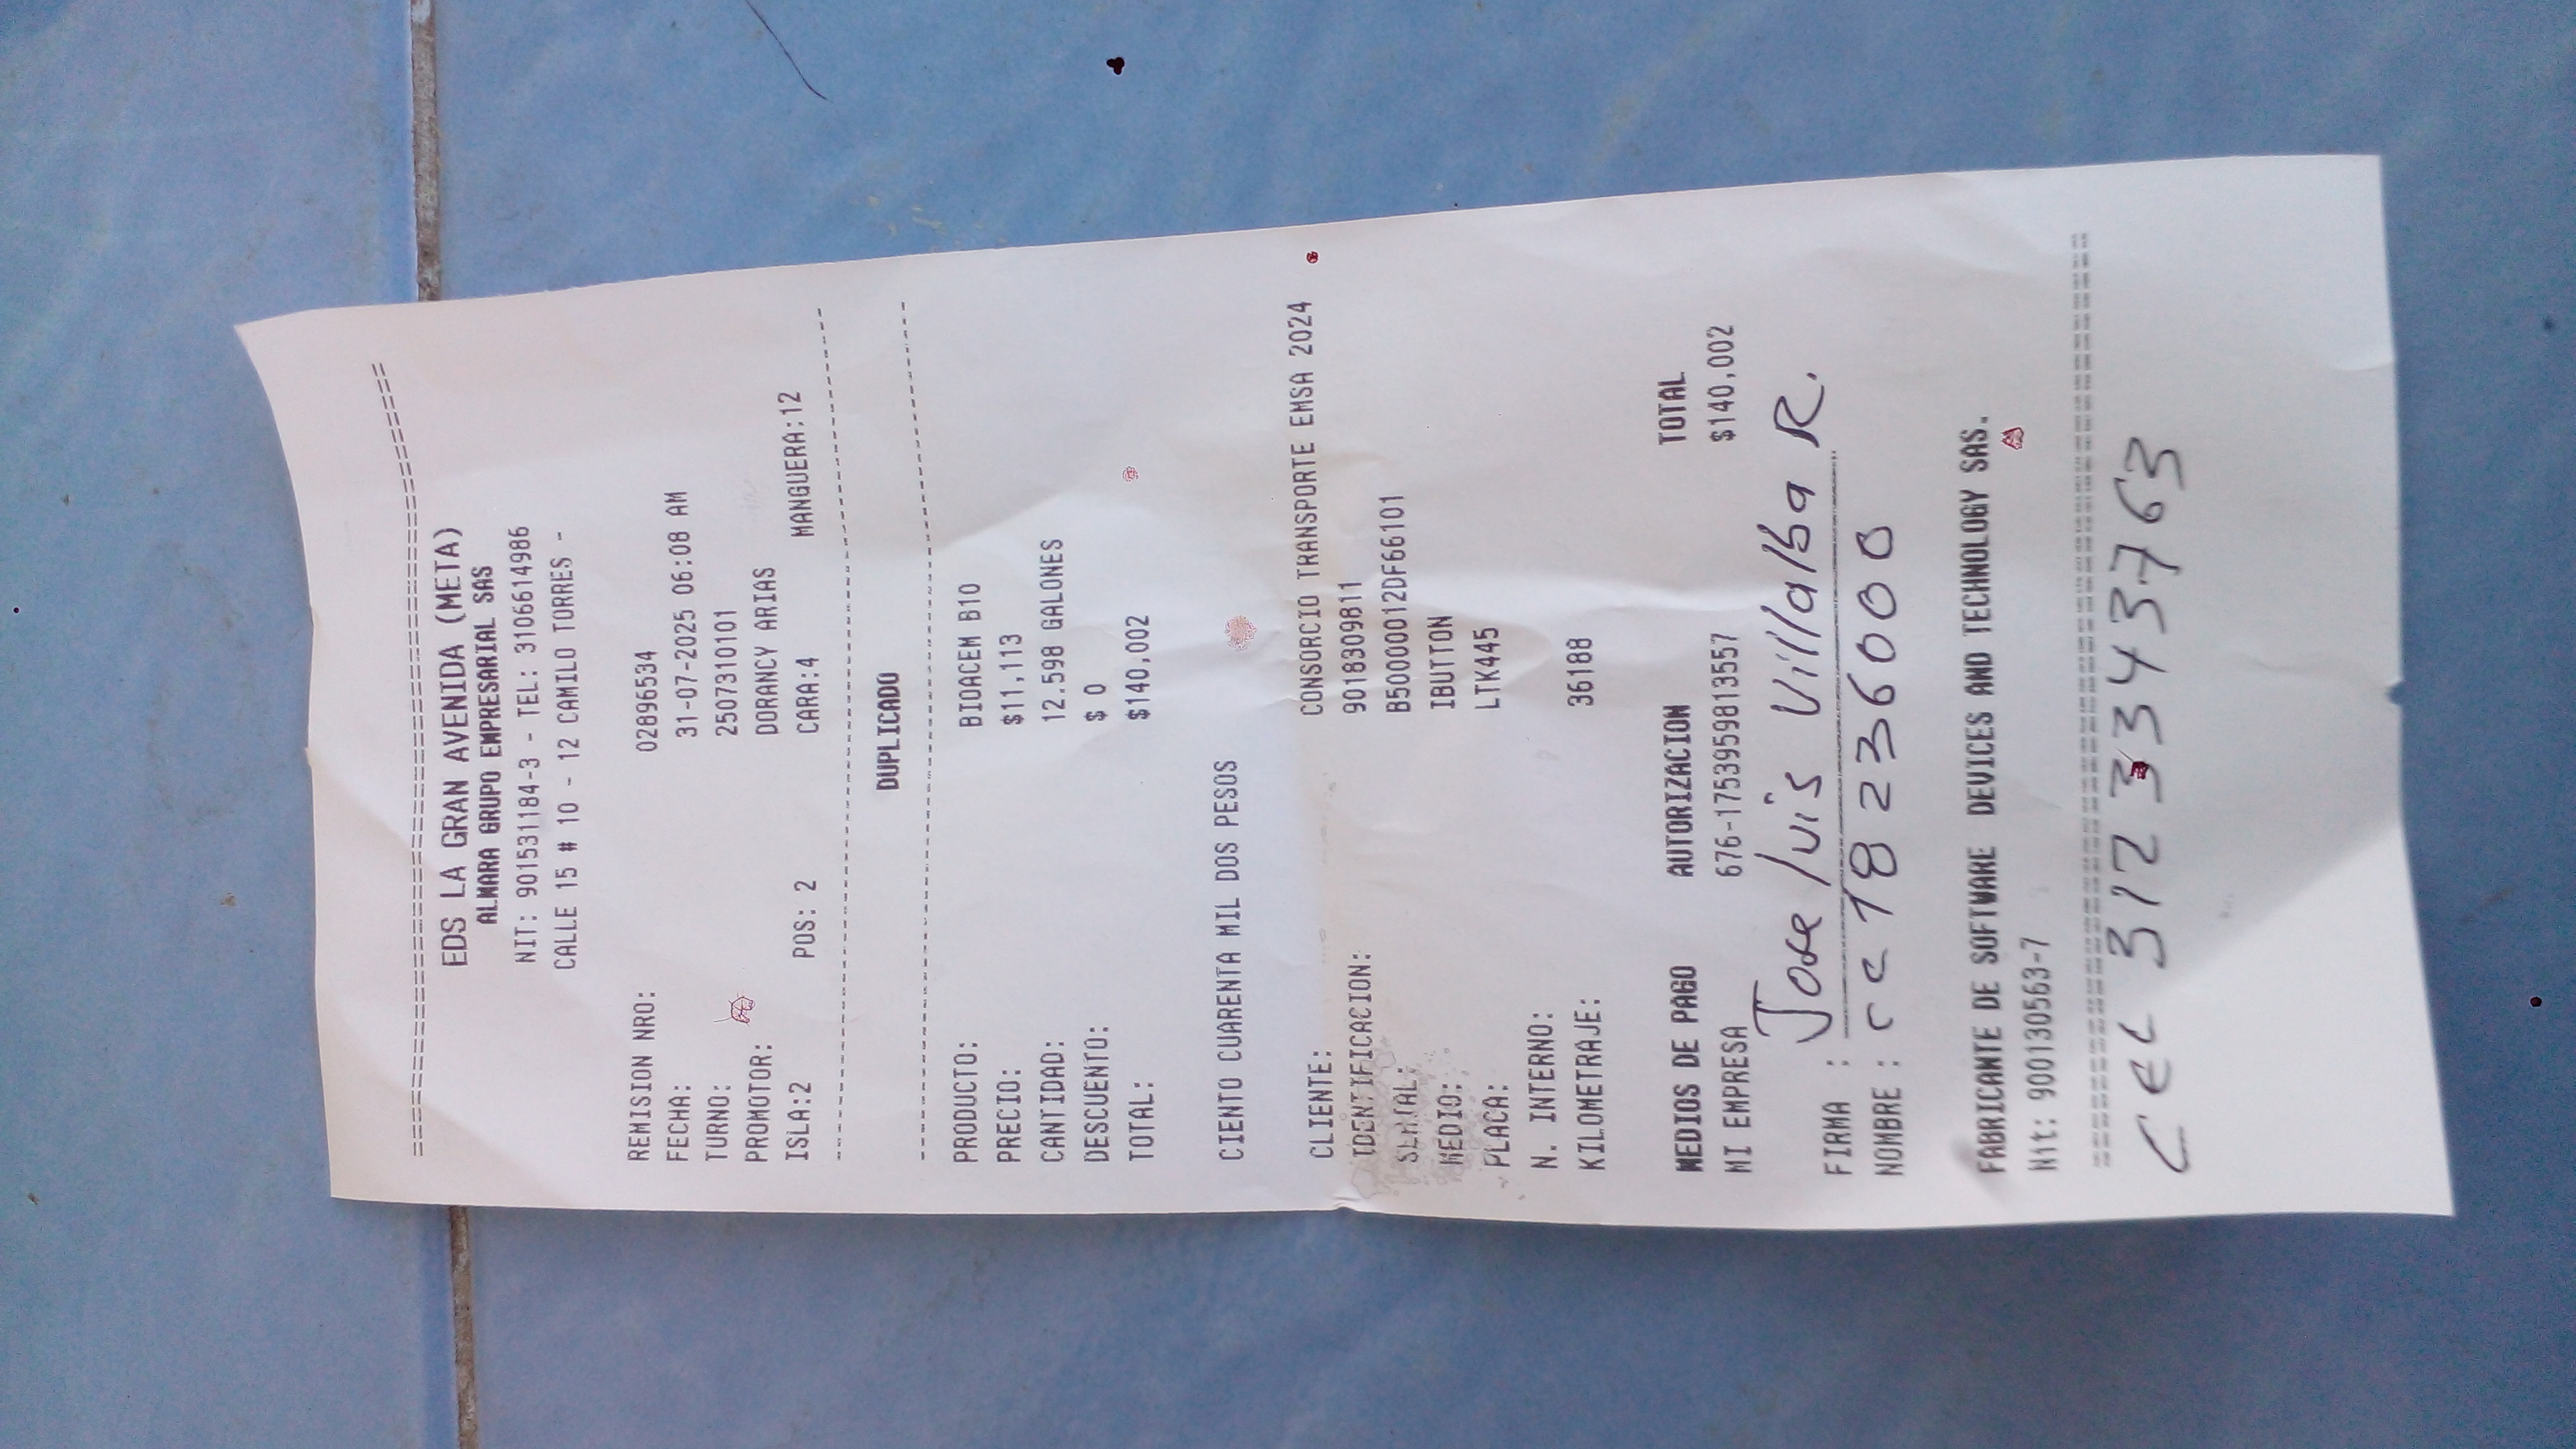 ========================================
EDS LA GRAN AVENIDA (META)
ALMARA GRUPO EMPRESARIAL SAS
NIT: 901531184-3 - TEL: 3106614986
CALLE 15 # 10 - 12 CAMILO TORRES -
REMISION NRO: 02896534
FECHA: 31-07-2025 06:08 AM
TURNO: 250731​0101
PROMOTOR: DORANCY ARIAS
ISLA:2 POS: 2 CARA:4 MANGUERA:12
DUPLICADO
PRODUCTO: BIOACEM B10
PRECIO: $11,113
CANTIDAD: 12.598 GALONES
DESCUENTO: $ 0
TOTAL: $140,002
CIENTO CUARENTA MIL DOS PESOS
CLIENTE: CONSORCIO TRANSPORTE EMSA 2024
IDENTIFICACION: 9018309811
SERIAL: B50000012DF66101
MEDIO: IBUTTON
PLACA: LTK445
N. INTERNO:
KILOMETRAJE: 36188
MEDIOS DE PAGO AUTORIZACION TOTAL
MI EMPRESA 676-1753959813557 $140,002
FIRMA : Jose luis Villalba R.
NOMBRE : cc 18236000
FABRICANTE DE SOFTWARE DEVICES AND TECHNOLOGY SAS.
Nit: 900130563-7
========================================
Cel 3123343763